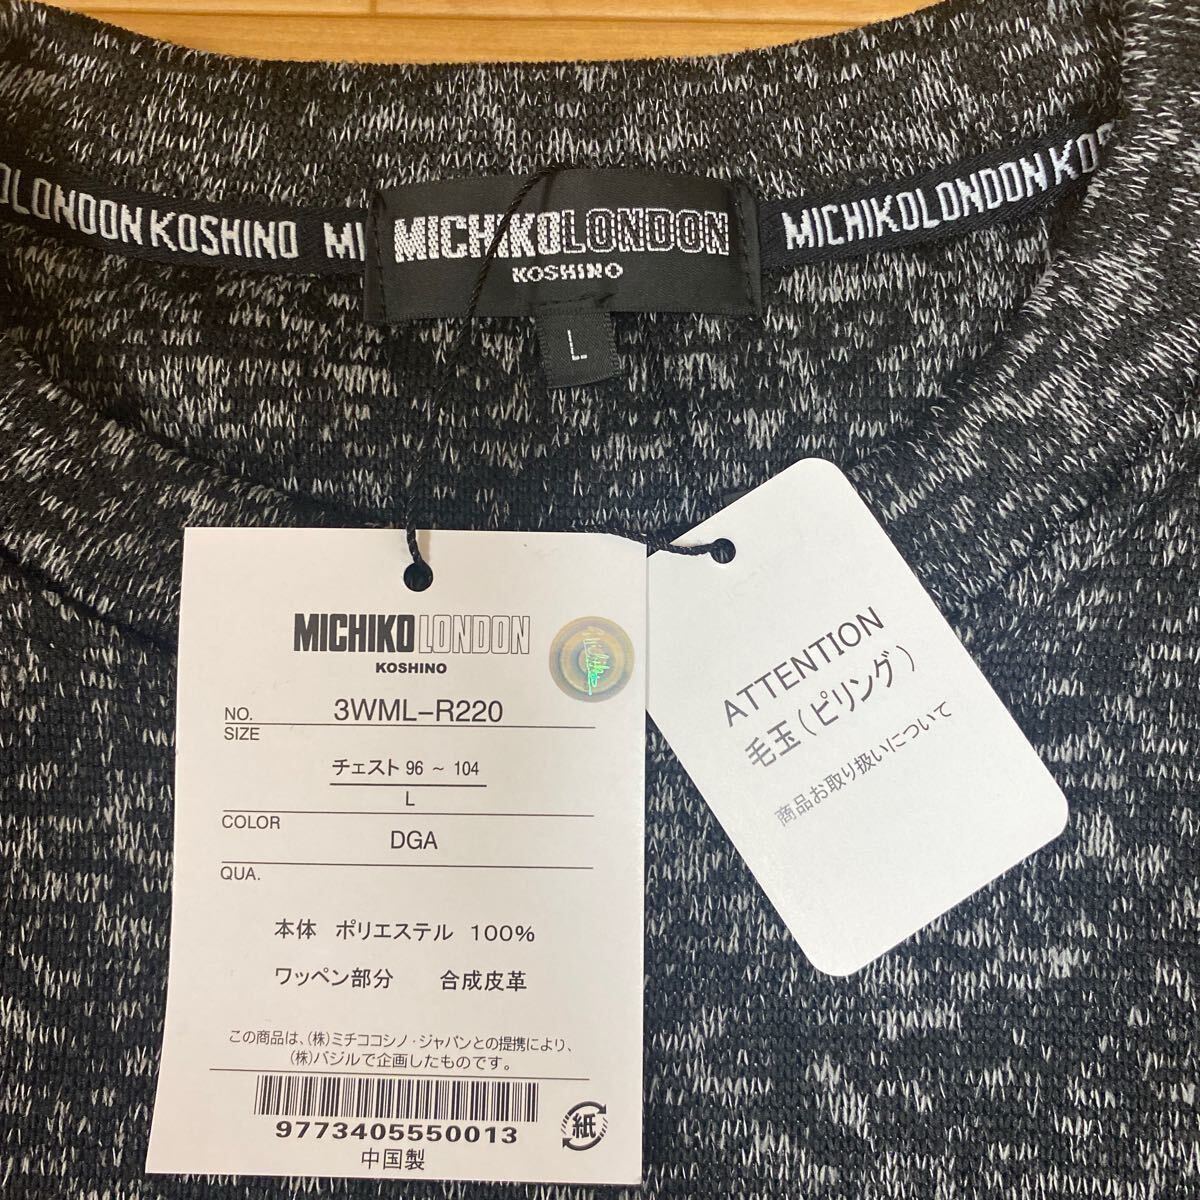 OLONDON KOSHINO MI
MICHIKOLONDON
KOSHINO
MICHIKOLONDON KO
L
MICHIKO LONDON
KOSHINO
NO. 3WML-R220
SIZE
チェスト 96 ~ 104
L
COLOR
DGA
QUA.
本体 ポリエステル 100%
ワッペン部分 合成皮革
この商品は、(株)ミチココシノ・ジャパンとの提携により、
(株)バジルで企画したものです。
9773405550013
中国製
紙
ATTENTION
毛玉(ピリング)
商品お取り扱いについて